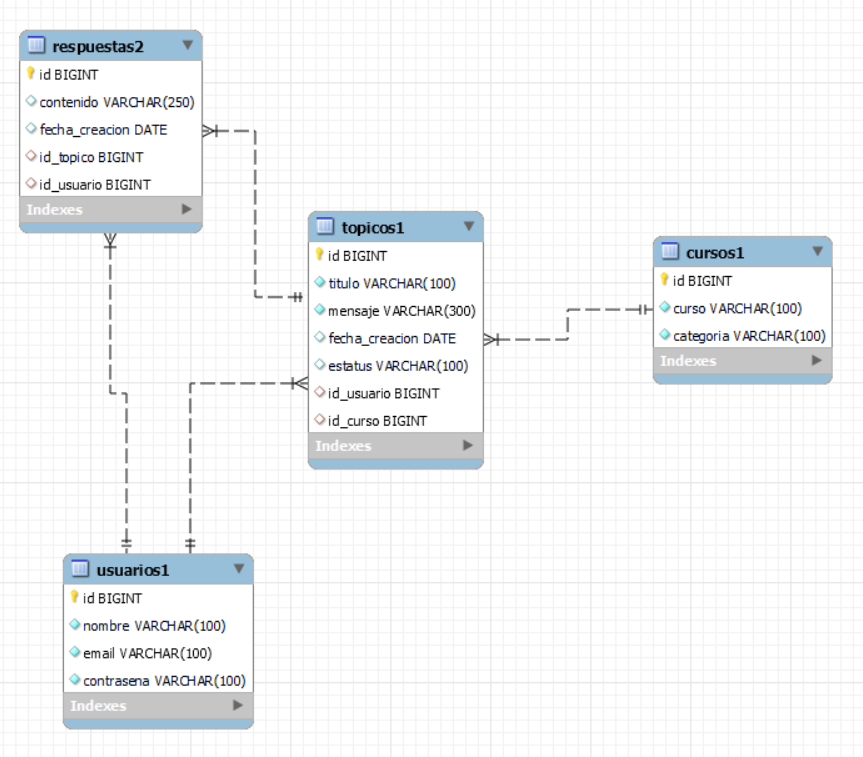 respuestas2
id BIGINT
contenido VARCHAR(250)
fecha_creacion DATE
id_topico BIGINT
id_usuario BIGINT
Indexes
topicos1
id BIGINT
titulo VARCHAR(100)
mensaje VARCHAR(300)
fecha_creacion DATE
estatus VARCHAR(100)
id_usuario BIGINT
id_curso BIGINT
Indexes
cursos1
id BIGINT
curso VARCHAR(100)
categoria VARCHAR(100)
Indexes
usuarios1
id BIGINT
nombre VARCHAR(100)
email VARCHAR(100)
contrasena VARCHAR(100)
Indexes